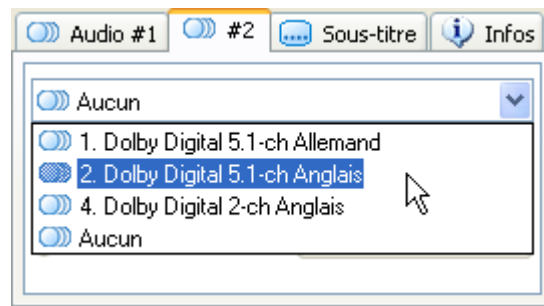 Audio #1 #2 Sous-titre Infos
Aucun
1. Dolby Digital 5.1-ch Allemand
2. Dolby Digital 5.1-ch Anglais
4. Dolby Digital 2-ch Anglais
Aucun